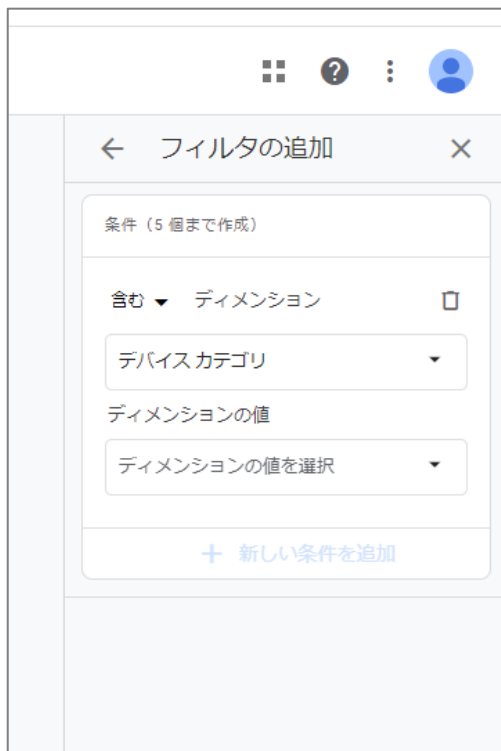 フィルタの追加
条件（5 個まで作成）
含む ディメンション
デバイス カテゴリ
ディメンションの値
ディメンションの値を選択
新しい条件を追加